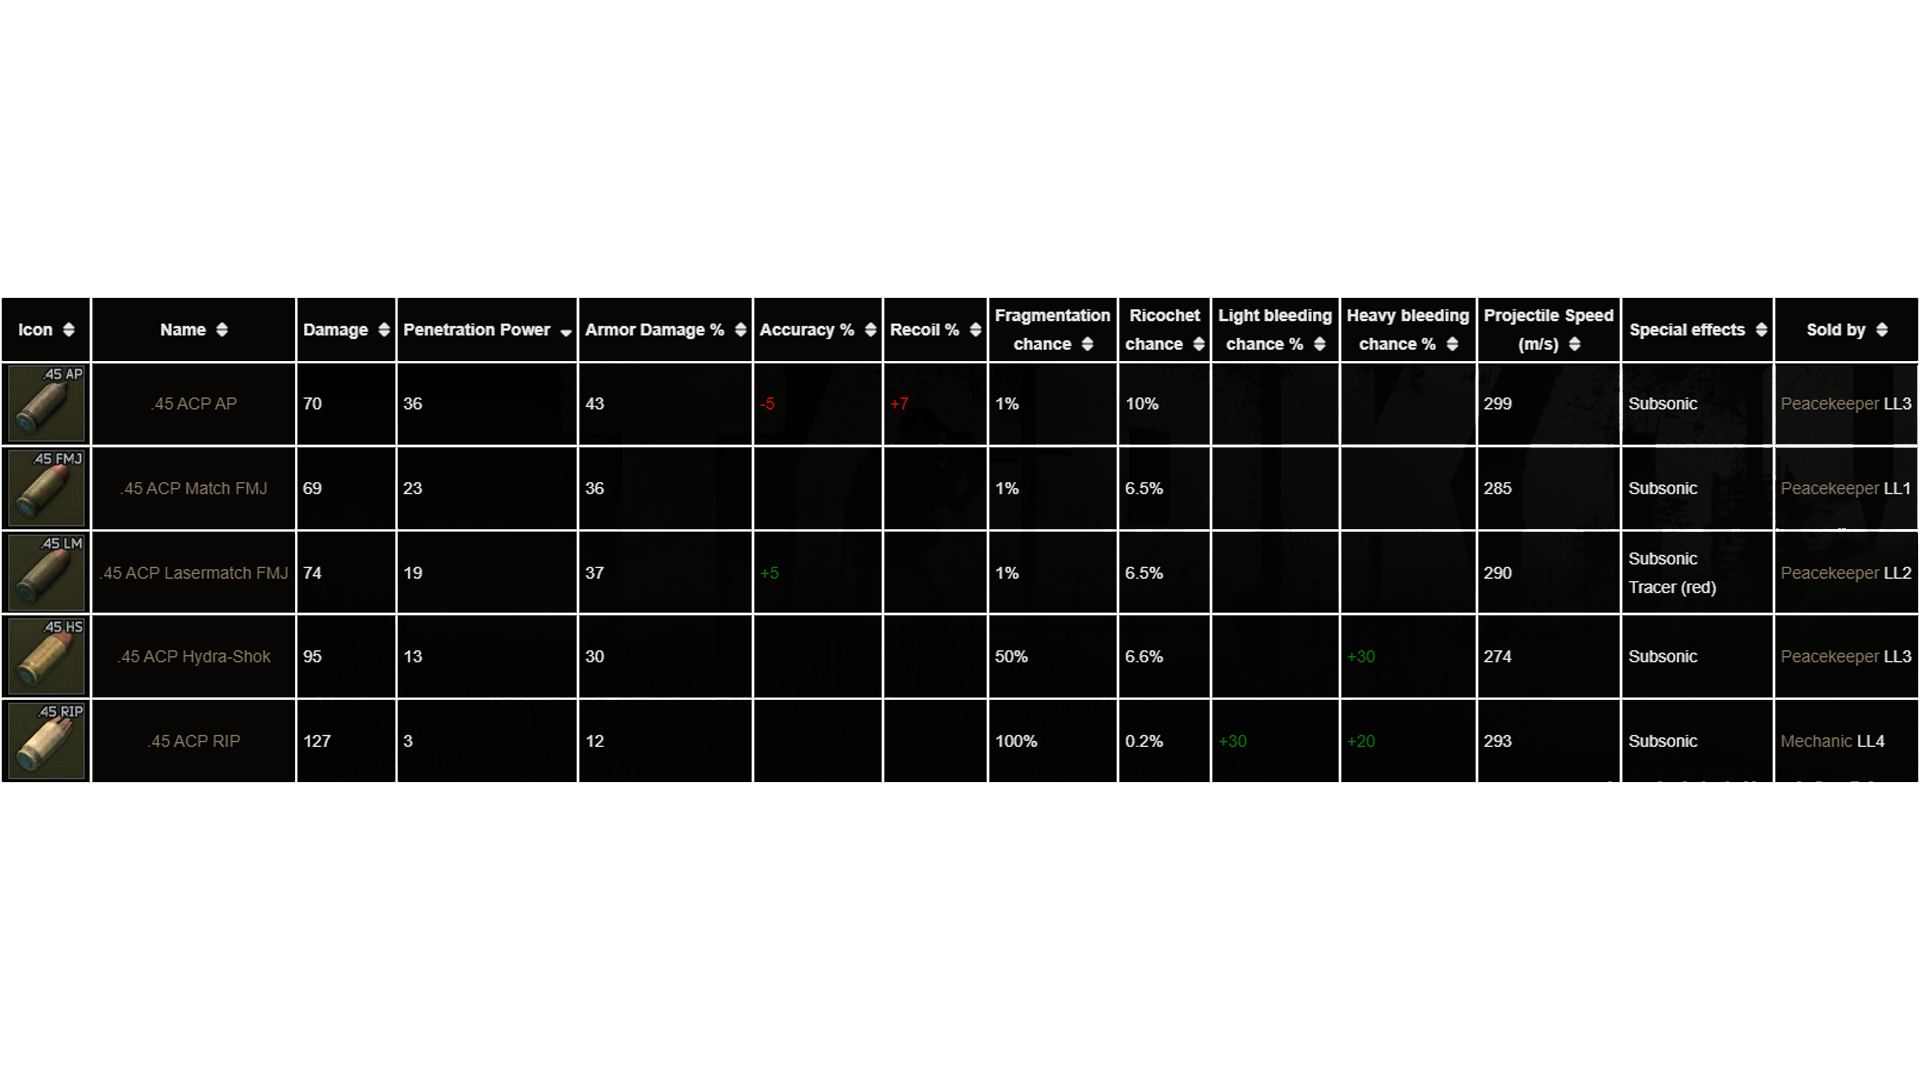 Icon Name Damage Penetration Power Armor Damage % Accuracy % Recoil % Fragmentation chance Ricochet chance Light bleeding chance % Heavy bleeding chance % Projectile Speed (m/s) Special effects Sold by
.45 AP .45 ACP AP 70 36 43 -5 +7 1% 10% 299 Subsonic Peacekeeper LL3
.45 FMJ .45 ACP Match FMJ 69 23 36 1% 6.5% 285 Subsonic Peacekeeper LL1
.45 LM .45 ACP Lasermatch FMJ 74 19 37 +5 1% 6.5% 290 Subsonic Tracer (red) Peacekeeper LL2
.45 HS .45 ACP Hydra-Shok 95 13 30 50% 6.6% +30 274 Subsonic Peacekeeper LL3
.45 RIP .45 ACP RIP 127 3 12 100% 0.2% +30 +20 293 Subsonic Mechanic LL4